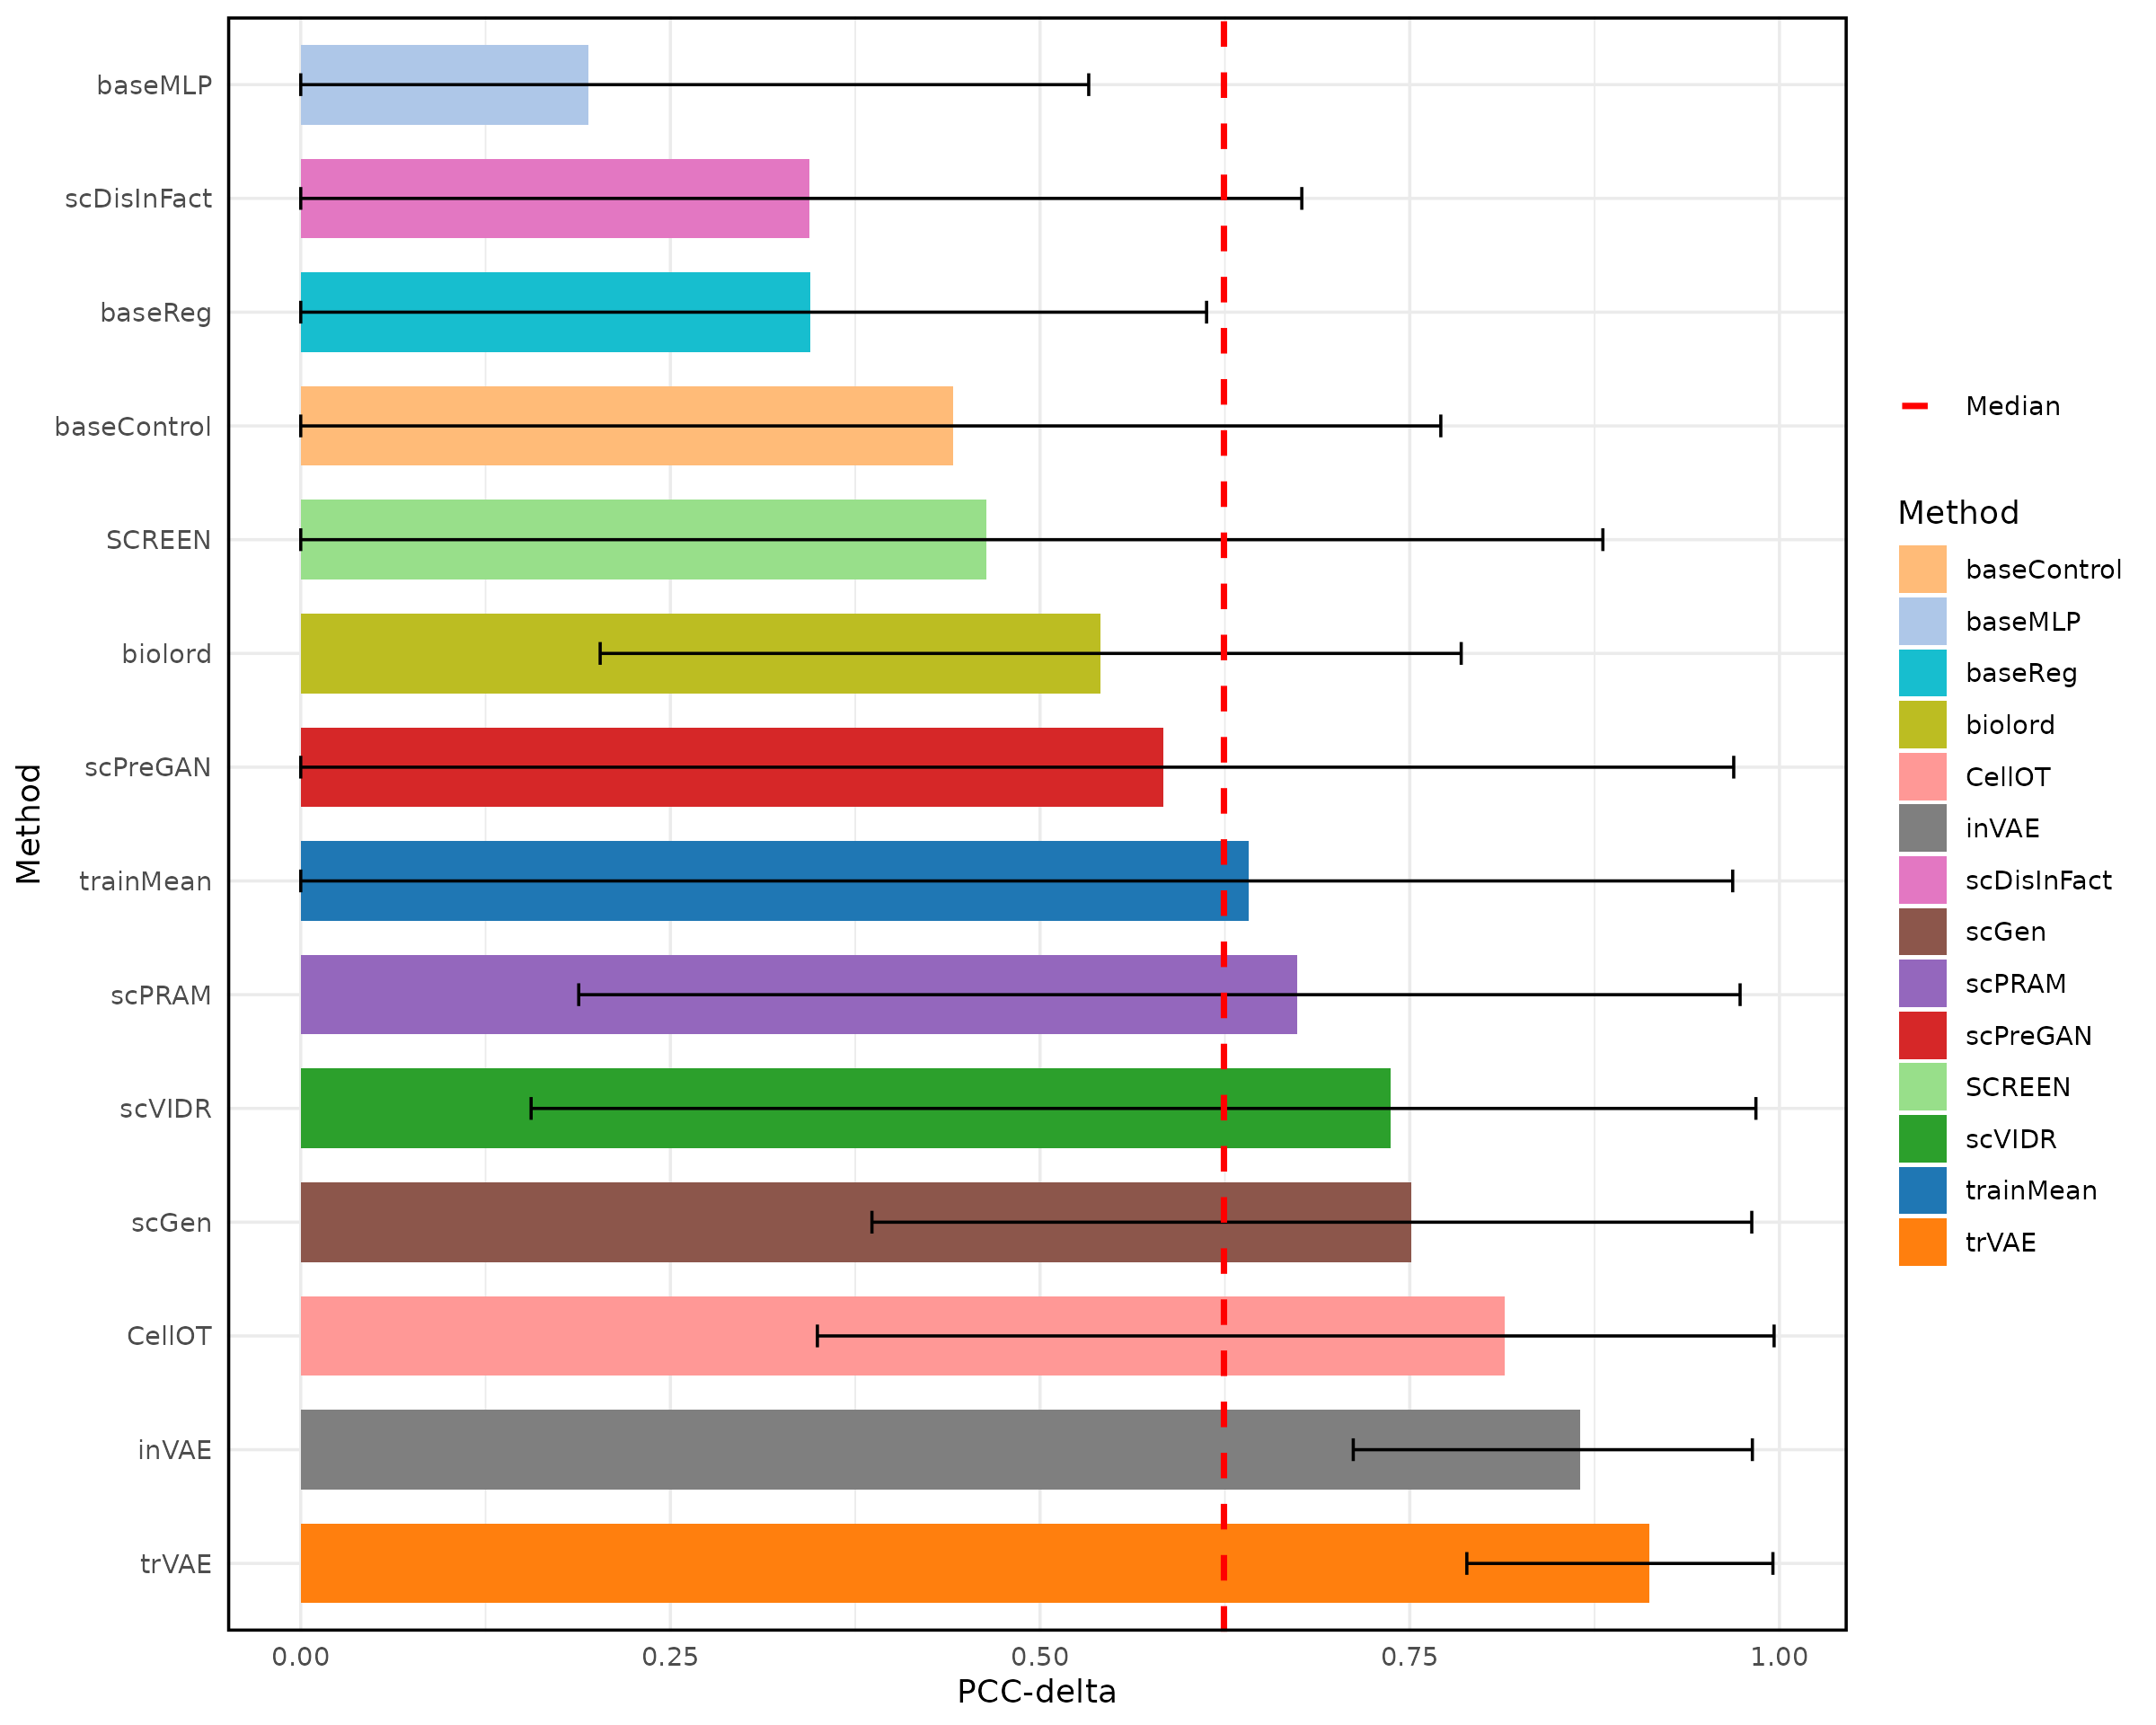 baseMLP
scDisInFact
baseReg
baseControl
SCREEN
biolord
scPreGAN
trainMean
scPRAM
scVIDR
scGen
CellOT
inVAE
trVAE
Method
0.00 0.25 0.50 0.75 1.00
PCC-delta
Median
Method
baseControl
baseMLP
baseReg
biolord
CellOT
inVAE
scDisInFact
scGen
scPRAM
scPreGAN
SCREEN
scVIDR
trainMean
trVAE